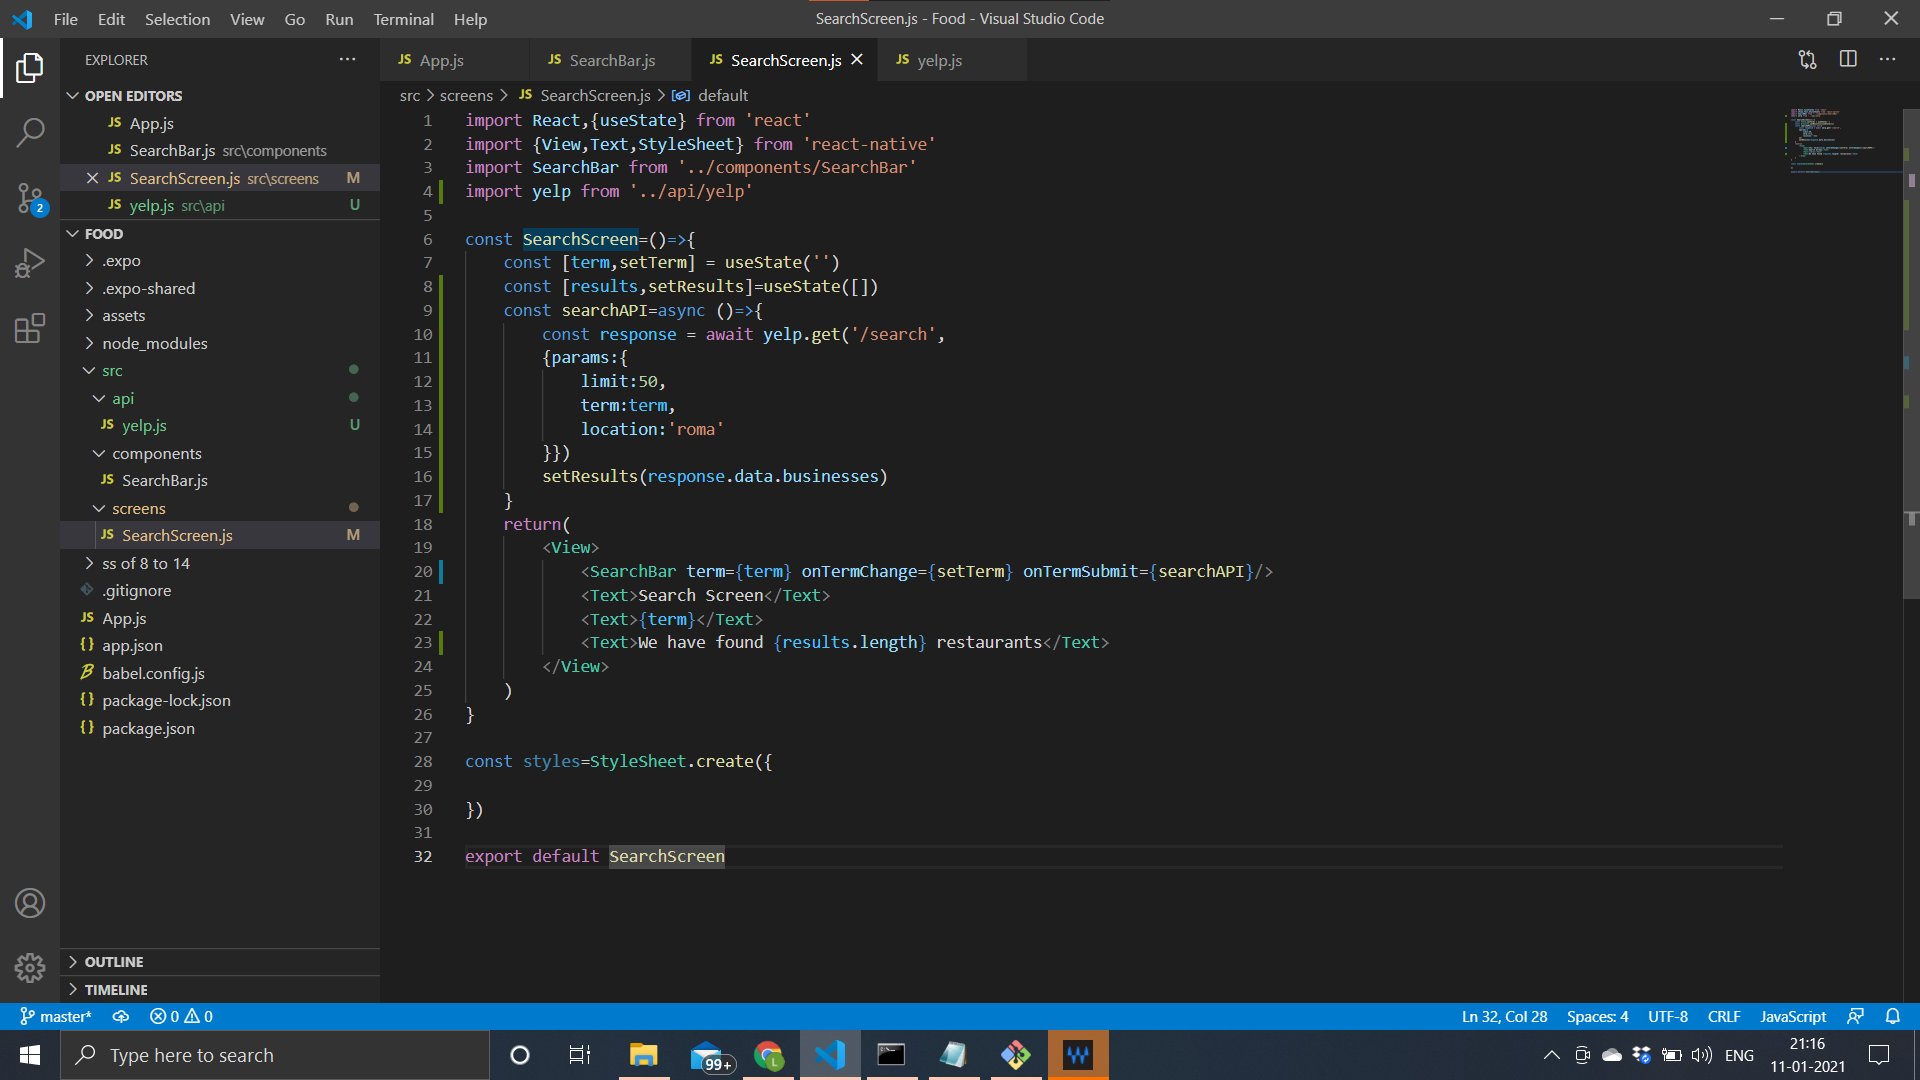 File Edit Selection View Go Run Terminal Help
SearchScreen.js - Food - Visual Studio Code
EXPLORER
JS App.js
JS SearchBar.js
JS SearchScreen.js
JS yelp.js
OPEN EDITORS
JS App.js
JS SearchBar.js src\components
JS SearchScreen.js src\screens M
JS yelp.js src\api U
FOOD
.expo
.expo-shared
assets
node_modules
src
api
JS yelp.js U
components
JS SearchBar.js
screens
JS SearchScreen.js M
ss of 8 to 14
.gitignore
JS App.js
{} app.json
babel.config.js
{} package-lock.json
{} package.json
OUTLINE
TIMELINE
2
src > screens > JS SearchScreen.js > default
1 import React,{useState} from 'react'
2 import {View,Text,StyleSheet} from 'react-native'
3 import SearchBar from '../components/SearchBar'
4 import yelp from '../api/yelp'
5
6 const SearchScreen=()=>{
7 const [term,setTerm] = useState('')
8 const [results,setResults]=useState([])
9 const searchAPI=async ()=>{
10 const response = await yelp.get('/search',
11 {params:{
12 limit:50,
13 term:term,
14 location:'roma'
15 }})
16 setResults(response.data.businesses)
17 }
18 return(
19 <View>
20 <SearchBar term={term} onTermChange={setTerm} onTermSubmit={searchAPI}/>
21 <Text>Search Screen</Text>
22 <Text>{term}</Text>
23 <Text>We have found {results.length} restaurants</Text>
24 </View>
25 )
26 }
27
28 const styles=StyleSheet.create({
29
30 })
31
32 export default SearchScreen
master* 0 0
Ln 32, Col 28 Spaces: 4 UTF-8 CRLF JavaScript
Type here to search
99+
L
ENG
21:16
11-01-2021